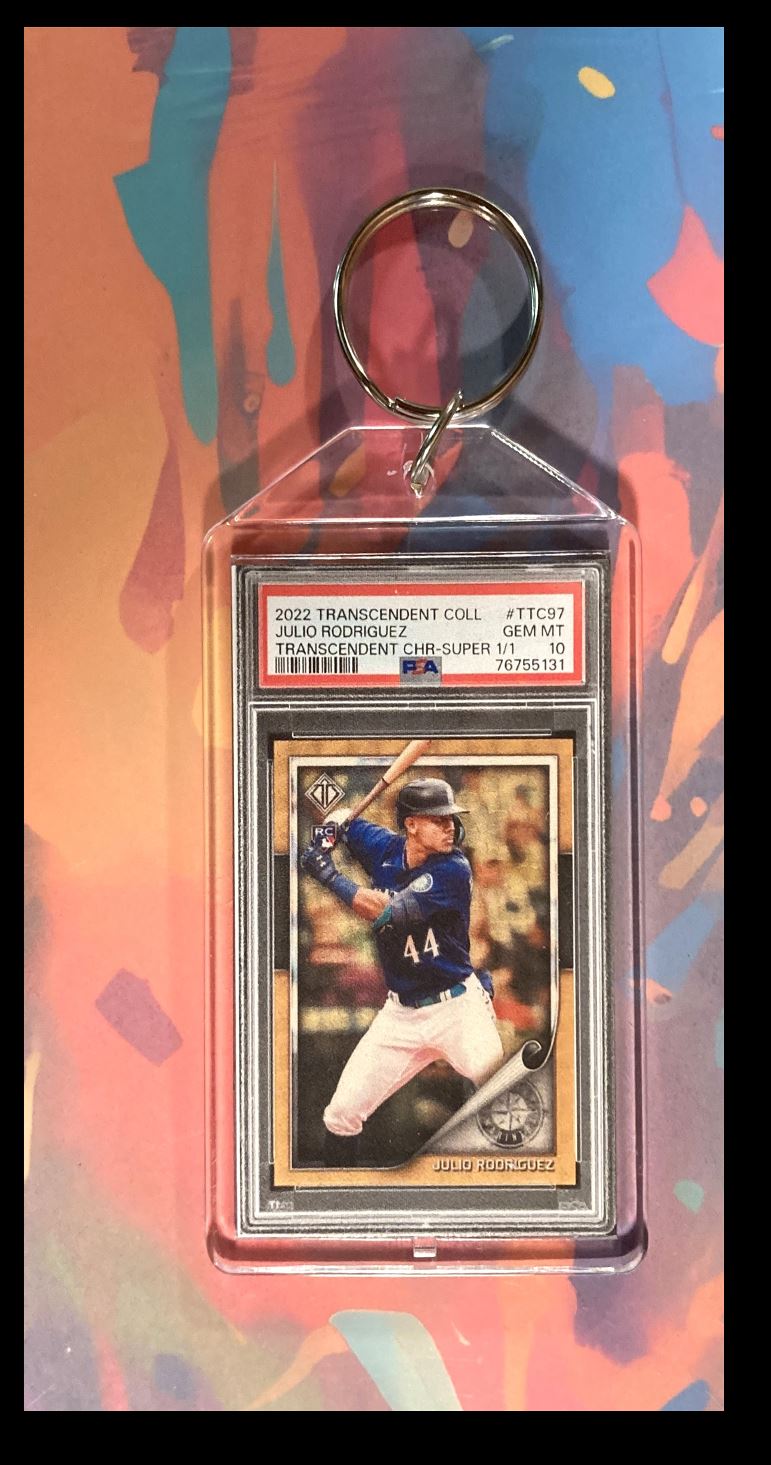 2022 TRANSCENDENT COLL #TTC97
JULIO RODRIGUEZ GEM MT
TRANSCENDENT CHR-SUPER 1/1 10
PSA 76755131
RC
44
JULIO RODRIGUEZ